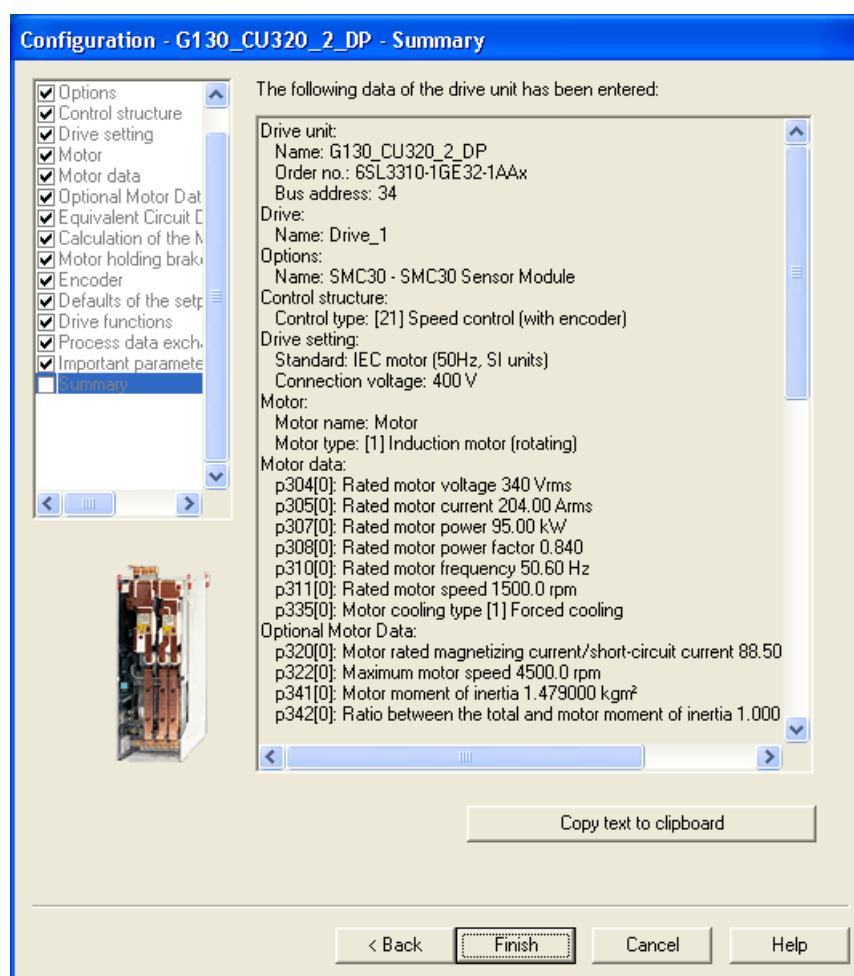 Configuration - G130_CU320_2_DP - Summary
Options
Control structure
Drive setting
Motor
Motor data
Optional Motor Dat
Equivalent Circuit D
Calculation of the M
Motor holding brak
Encoder
Defaults of the setp
Drive functions
Process data exch
Important paramete
Summary
The following data of the drive unit has been entered:
Drive unit:
Name: G130_CU320_2_DP
Order no.: 6SL3310-1GE32-1AAx
Bus address: 34
Drive:
Name: Drive_1
Options:
Name: SMC30 - SMC30 Sensor Module
Control structure:
Control type: [21] Speed control (with encoder)
Drive setting:
Standard: IEC motor (50Hz, SI units)
Connection voltage: 400 V
Motor:
Motor name: Motor
Motor type: [1] Induction motor (rotating)
Motor data:
p304[0]: Rated motor voltage 340 Vrms
p305[0]: Rated motor current 204.00 Arms
p307[0]: Rated motor power 95.00 kW
p308[0]: Rated motor power factor 0.840
p310[0]: Rated motor frequency 50.60 Hz
p311[0]: Rated motor speed 1500.0 rpm
p335[0]: Motor cooling type [1] Forced cooling
Optional Motor Data:
p320[0]: Motor rated magnetizing current/short-circuit current 88.50
p322[0]: Maximum motor speed 4500.0 rpm
p341[0]: Motor moment of inertia 1.479000 kgm²
p342[0]: Ratio between the total and motor moment of inertia 1.000
Copy text to clipboard
< Back
Finish
Cancel
Help